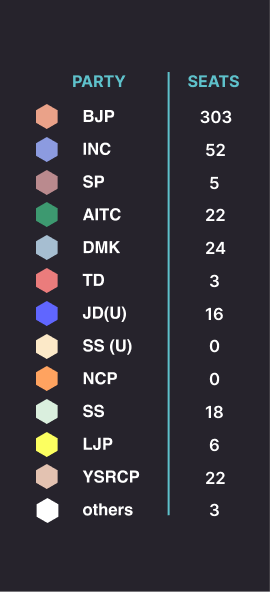 PARTY SEATS
BJP 303
INC 52
SP 5
AITC 22
DMK 24
TD 3
JD(U) 16
SS (U) 0
NCP 0
SS 18
LJP 6
YSRCP 22
others 3